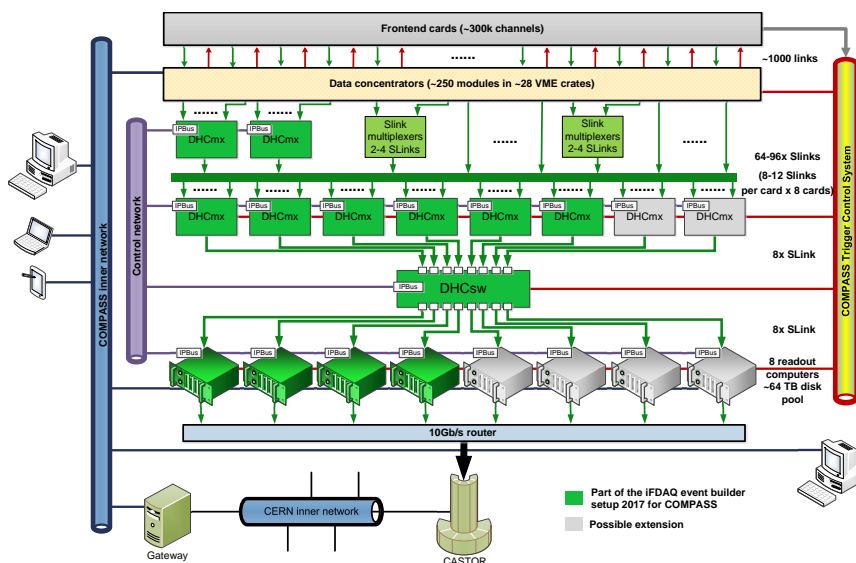 Frontend cards (~300k channels)
~1000 links
Data concentrators (~250 modules in ~28 VME crates)
IPBus
DHCmx
IPBus
DHCmx
Slink
multiplexers
2-4 SLinks
Slink
multiplexers
2-4 SLinks
64-96x Slinks
(8-12 Slinks
per card x 8 cards)
IPBus
DHCmx
IPBus
DHCmx
IPBus
DHCmx
IPBus
DHCmx
IPBus
DHCmx
IPBus
DHCmx
IPBus
DHCmx
IPBus
DHCmx
COMPASS inner network
Control network
COMPASS Trigger Control System
8x SLink
IPBus
DHCsw
8x SLink
IPBus
IPBus
IPBus
IPBus
IPBus
IPBus
IPBus
IPBus
8 readout
computers
~64 TB disk
pool
10Gb/s router
CERN inner network
Gateway
CASTOR
Part of the iFDAQ event builder
setup 2017 for COMPASS
Possible extension